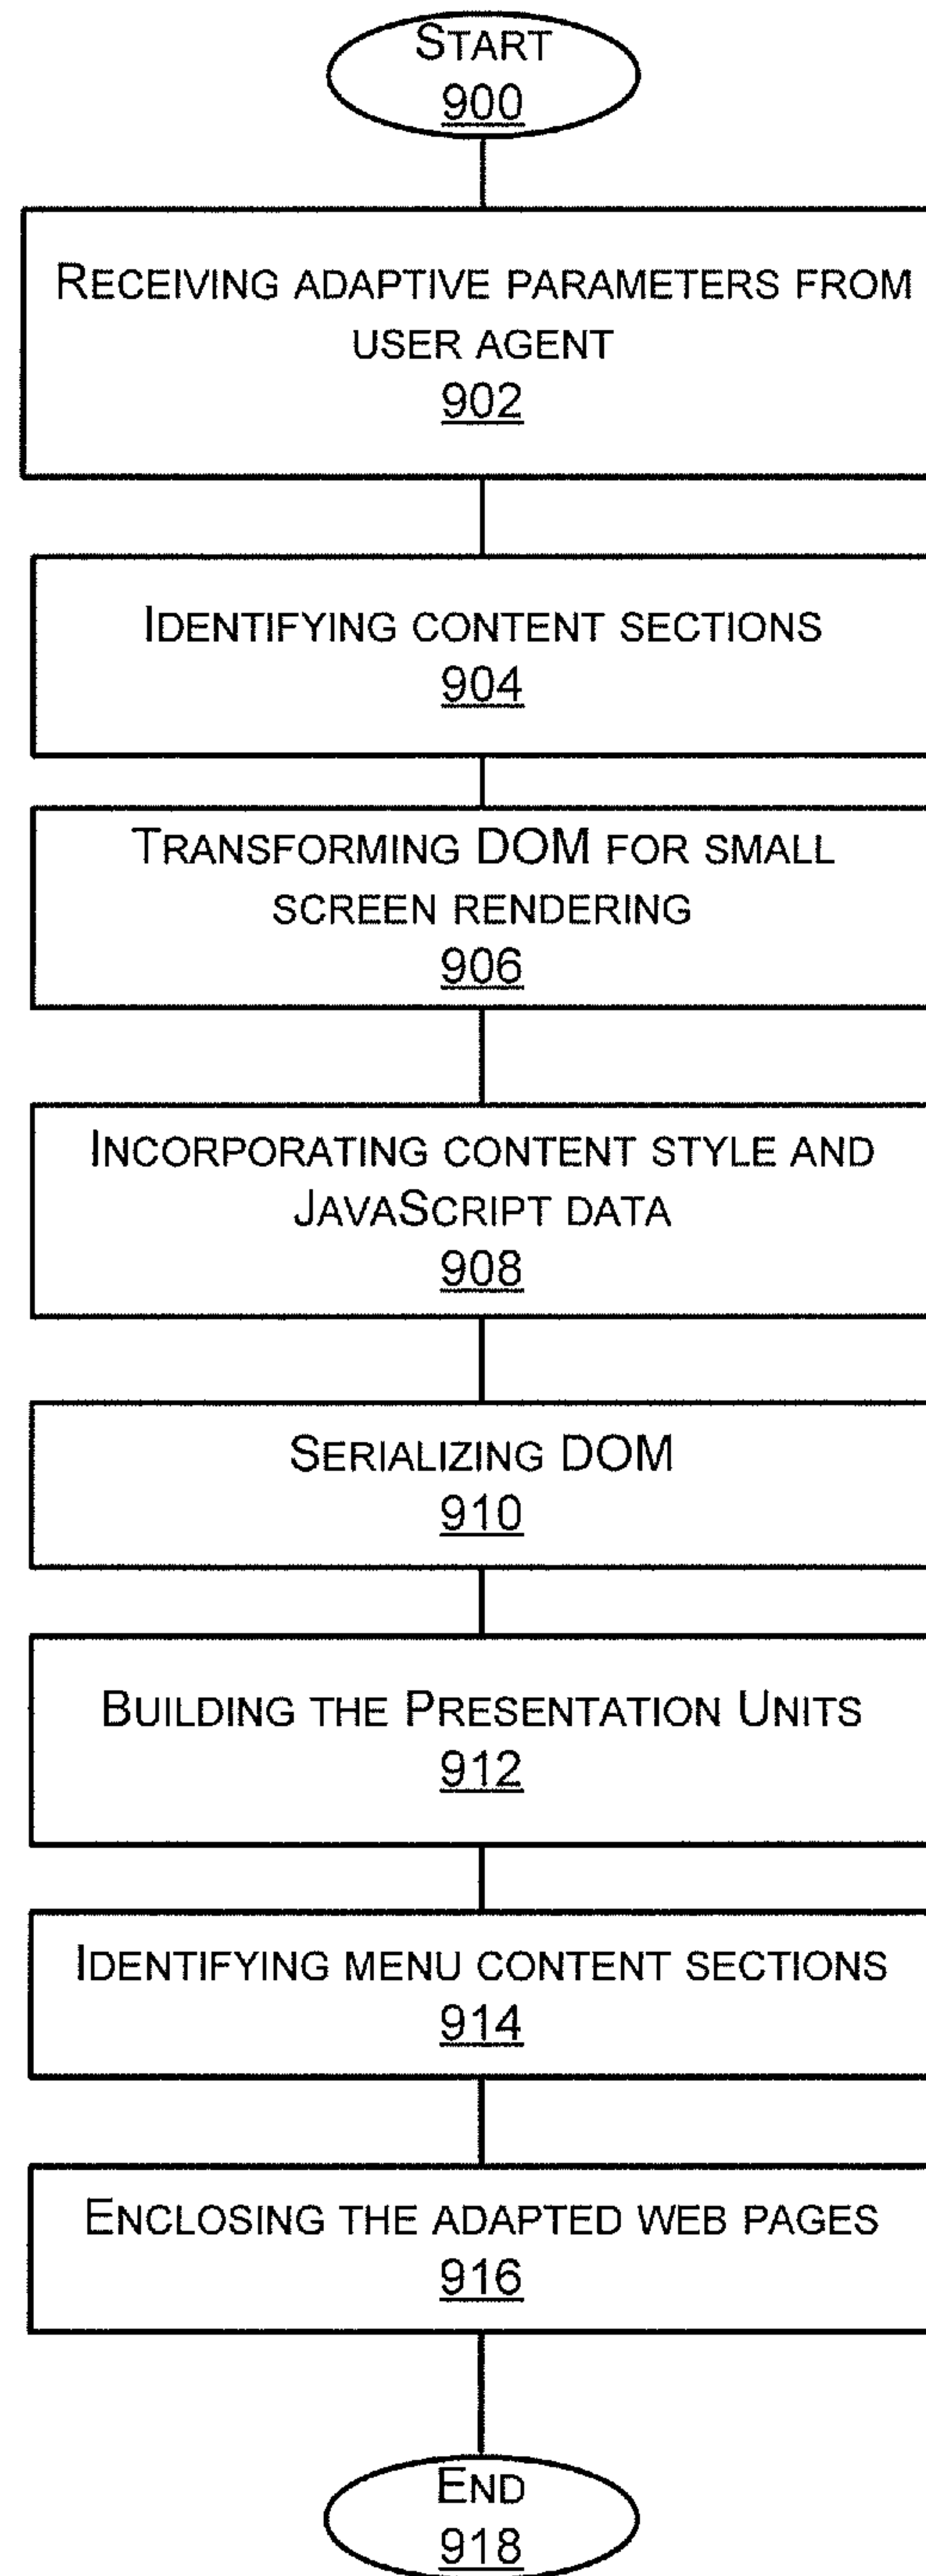 START
900
RECEIVING ADAPTIVE PARAMETERS FROM
USER AGENT
902
IDENTIFYING CONTENT SECTIONS
904
TRANSFORMING DOM FOR SMALL
SCREEN RENDERING
906
INCORPORATING CONTENT STYLE AND
JAVASCRIPT DATA
908
SERIALIZING DOM
910
BUILDING THE PRESENTATION UNITS
912
IDENTIFYING MENU CONTENT SECTIONS
914
ENCLOSING THE ADAPTED WEB PAGES
916
END
918